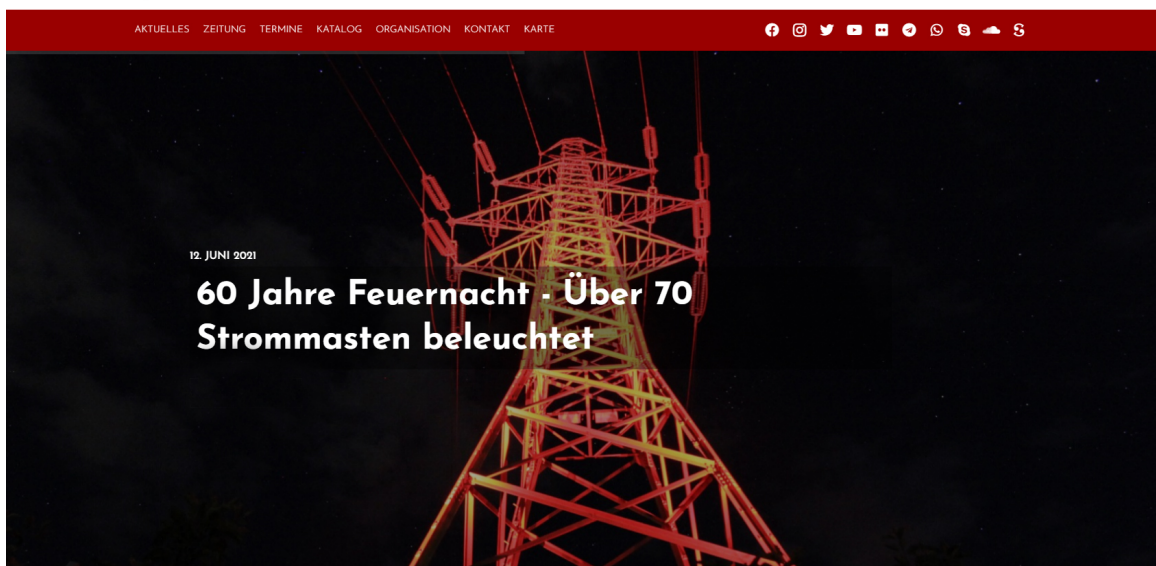 AKTUELLES ZEITUNG TERMINE KATALOG ORGANISATION KONTAKT KARTE
12. JUNI 2021
60 Jahre Feuernacht - Über 70
Strommasten beleuchtet